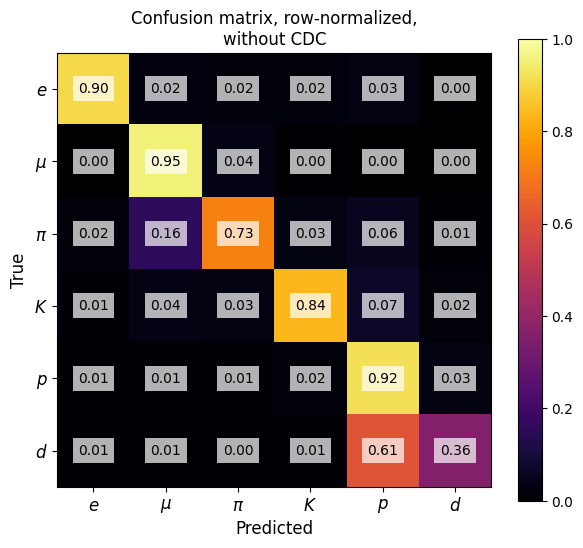 Confusion matrix, row-normalized,
without CDC
True
e 0.90 0.02 0.02 0.02 0.03 0.00
μ 0.00 0.95 0.04 0.00 0.00 0.00
π 0.02 0.16 0.73 0.03 0.06 0.01
K 0.01 0.04 0.03 0.84 0.07 0.02
p 0.01 0.01 0.01 0.02 0.92 0.03
d 0.01 0.01 0.00 0.01 0.61 0.36
e μ π K p d
Predicted
1.0
0.8
0.6
0.4
0.2
0.0